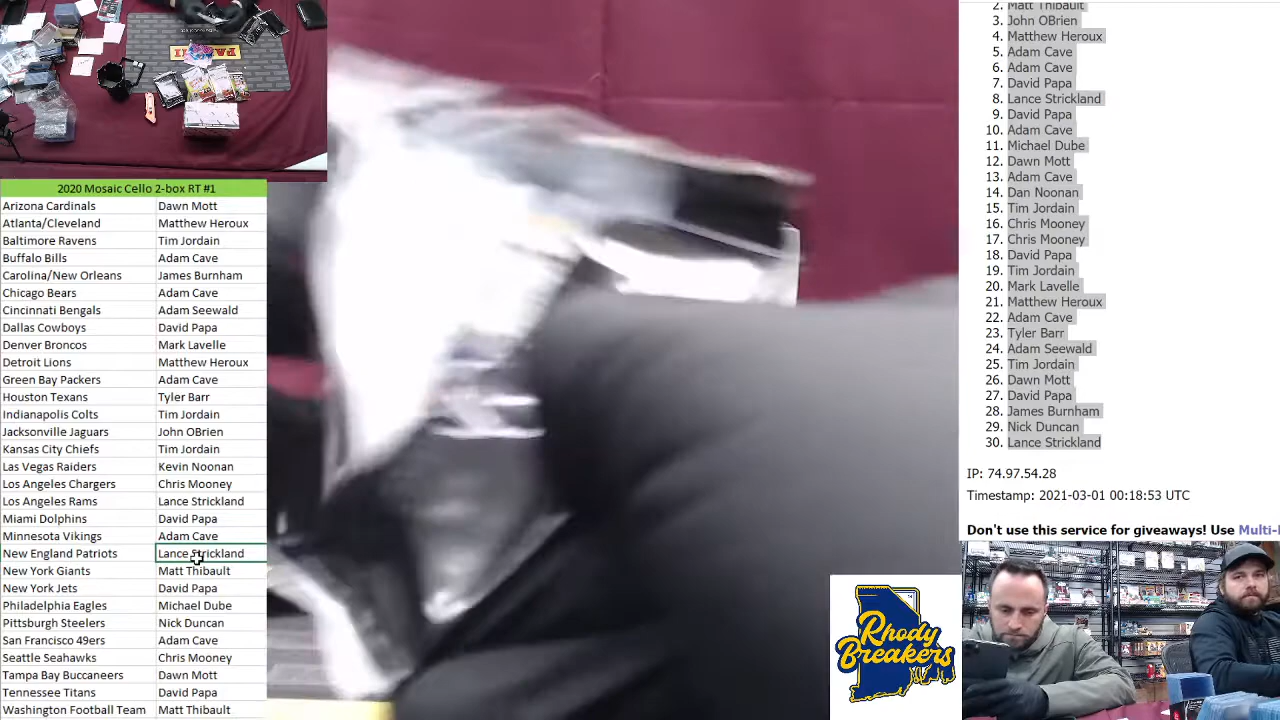 2020 Mosaic Cello 2-box RT #1
Arizona Cardinals Dawn Mott
Atlanta/Cleveland Matthew Heroux
Baltimore Ravens Tim Jordain
Buffalo Bills Adam Cave
Carolina/New Orleans James Burnham
Chicago Bears Adam Cave
Cincinnati Bengals Adam Seewald
Dallas Cowboys David Papa
Denver Broncos Mark Lavelle
Detroit Lions Matthew Heroux
Green Bay Packers Adam Cave
Houston Texans Tyler Barr
Indianapolis Colts Tim Jordain
Jacksonville Jaguars John OBrien
Kansas City Chiefs Tim Jordain
Las Vegas Raiders Kevin Noonan
Los Angeles Chargers Chris Mooney
Los Angeles Rams Lance Strickland
Miami Dolphins David Papa
Minnesota Vikings Adam Cave
New England Patriots Lance Strickland
New York Giants Matt Thibault
New York Jets David Papa
Philadelphia Eagles Michael Dube
Pittsburgh Steelers Nick Duncan
San Francisco 49ers Adam Cave
Seattle Seahawks Chris Mooney
Tampa Bay Buccaneers Dawn Mott
Tennessee Titans David Papa
Washington Football Team Matt Thibault
2. Matt Thibault
3. John OBrien
4. Matthew Heroux
5. Adam Cave
6. Adam Cave
7. David Papa
8. Lance Strickland
9. David Papa
10. Adam Cave
11. Michael Dube
12. Dawn Mott
13. Adam Cave
14. Dan Noonan
15. Tim Jordain
16. Chris Mooney
17. Chris Mooney
18. David Papa
19. Tim Jordain
20. Mark Lavelle
21. Matthew Heroux
22. Adam Cave
23. Tyler Barr
24. Adam Seewald
25. Tim Jordain
26. Dawn Mott
27. David Papa
28. James Burnham
29. Nick Duncan
30. Lance Strickland
IP: 74.97.54.28
Timestamp: 2021-03-01 00:18:53 UTC
Don't use this service for giveaways! Use Multi-
Rhody
Breakers